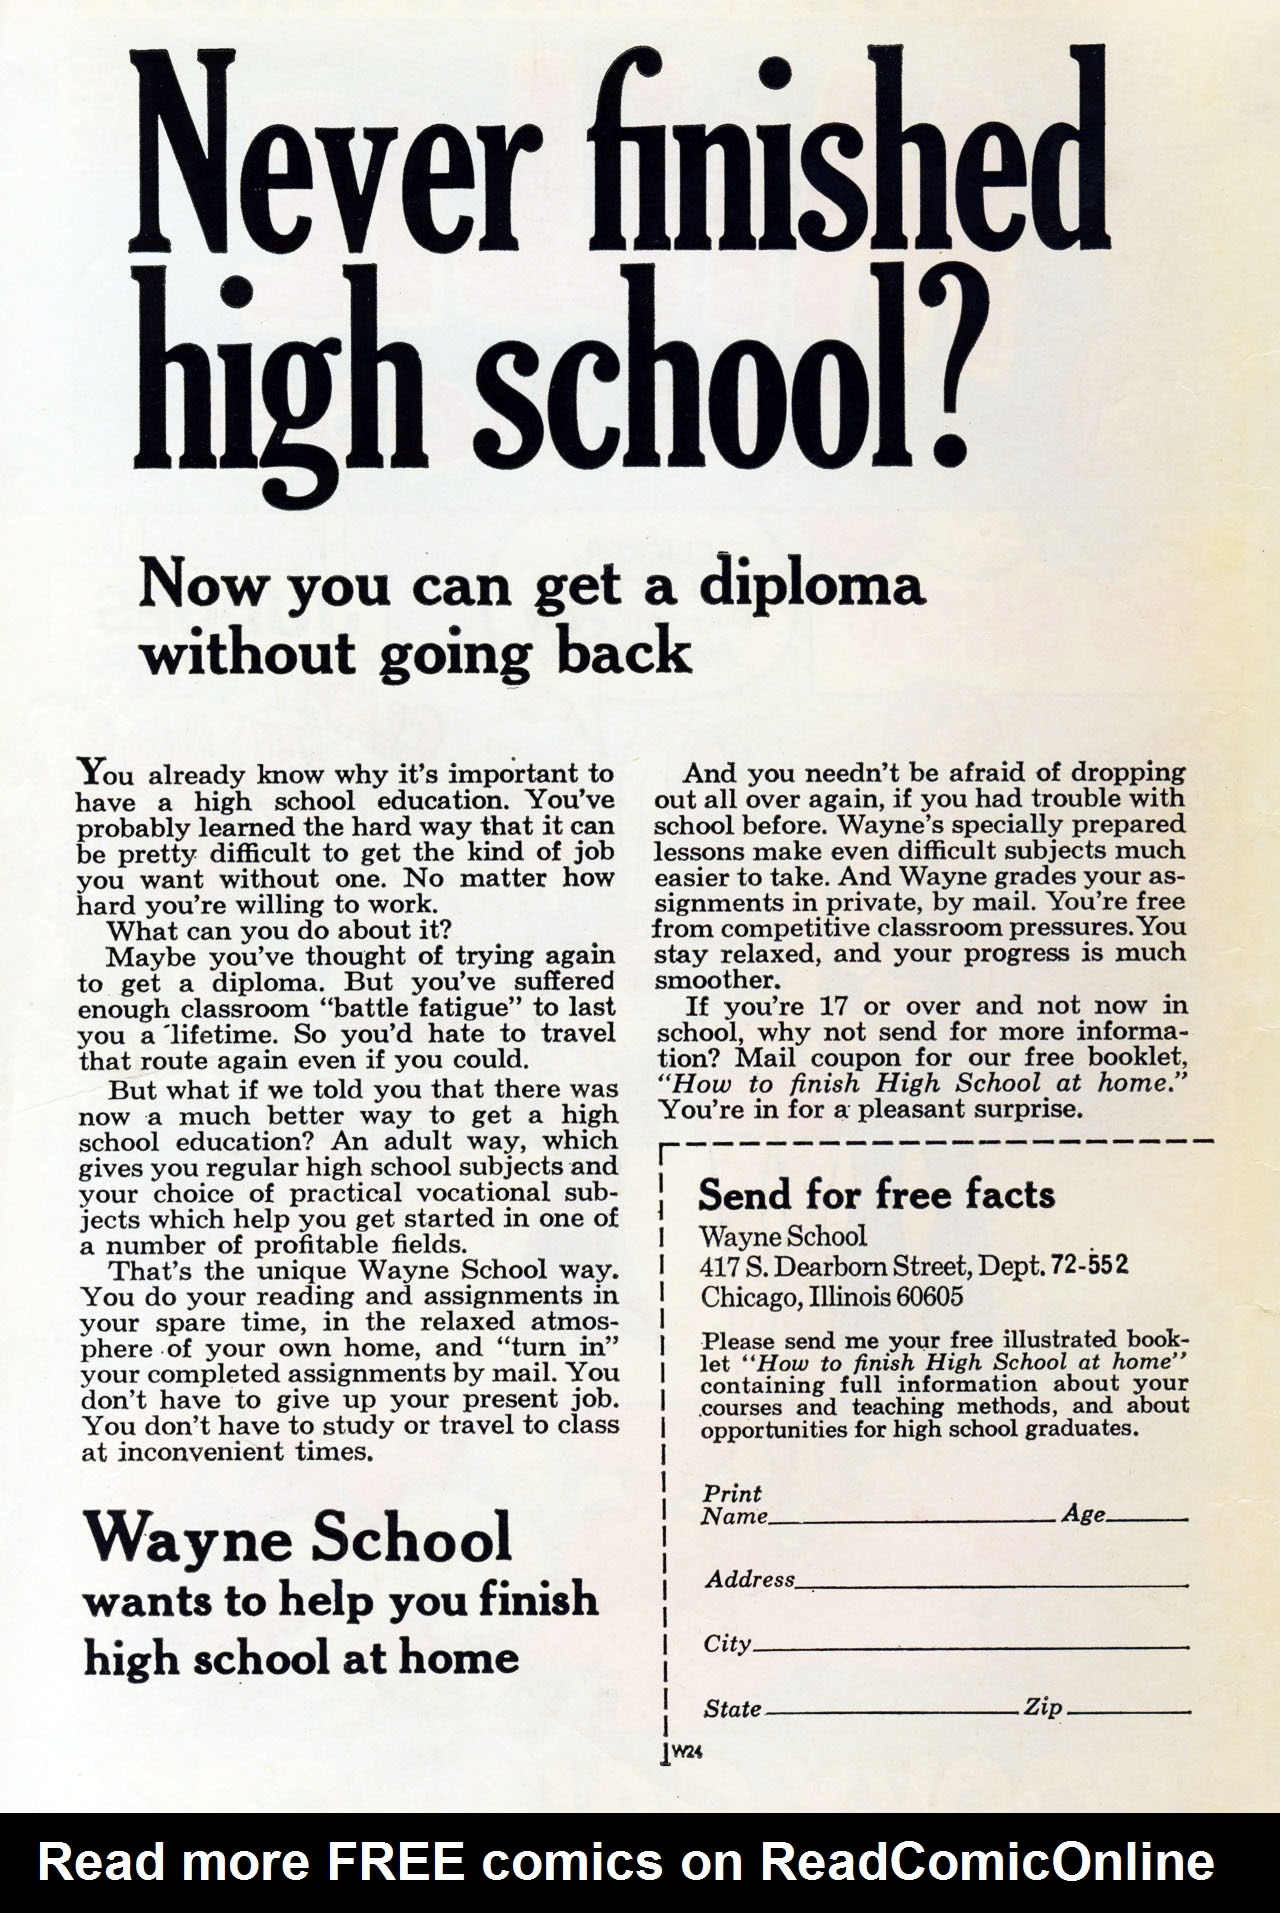 Never finished
high school?
Now you can get a diploma
without going back
You already know why it's important to
have a high school education. You've
probably learned the hard way that it can
be pretty difficult to get the kind of job
you want without one. No matter how
hard you're willing to work.
What can you do about it?
Maybe you've thought of trying again
to get a diploma. But you've suffered
enough classroom "battle fatigue" to last
you a lifetime. So you'd hate to travel
that route again even if you could.
But what if we told you that there was
now a much better way to get a high
school education? An adult way, which
gives you regular high school subjects and
your choice of practical vocational sub-
jects which help you get started in one of
a number of profitable fields.
That's the unique Wayne School way.
You do your reading and assignments in
your spare time, in the relaxed atmos-
phere of your own home, and "turn in"
your completed assignments by mail. You
don't have to give up your present job.
You don't have to study or travel to class
at inconvenient times.
Wayne School
wants to help you finish
high school at home
And you needn't be afraid of dropping
out all over again, if you had trouble with
school before. Wayne's specially prepared
lessons make even difficult subjects much
easier to take. And Wayne grades your as-
signments in private, by mail. You're free
from competitive classroom pressures. You
stay relaxed, and your progress is much
smoother.
If you're 17 or over and not now in
school, why not send for more informa-
tion? Mail coupon for our free booklet,
"How to finish High School at home."
You're in for a pleasant surprise.
Send for free facts
Wayne School
417 S. Dearborn Street, Dept. 72-552
Chicago, Illinois 60605
Please send me your free illustrated book-
let "How to finish High School at home"
containing full information about your
courses and teaching methods, and about
opportunities for high school graduates.
Print
Name Age
Address
City
State Zip
W24
Read more FREE comics on ReadComicOnline